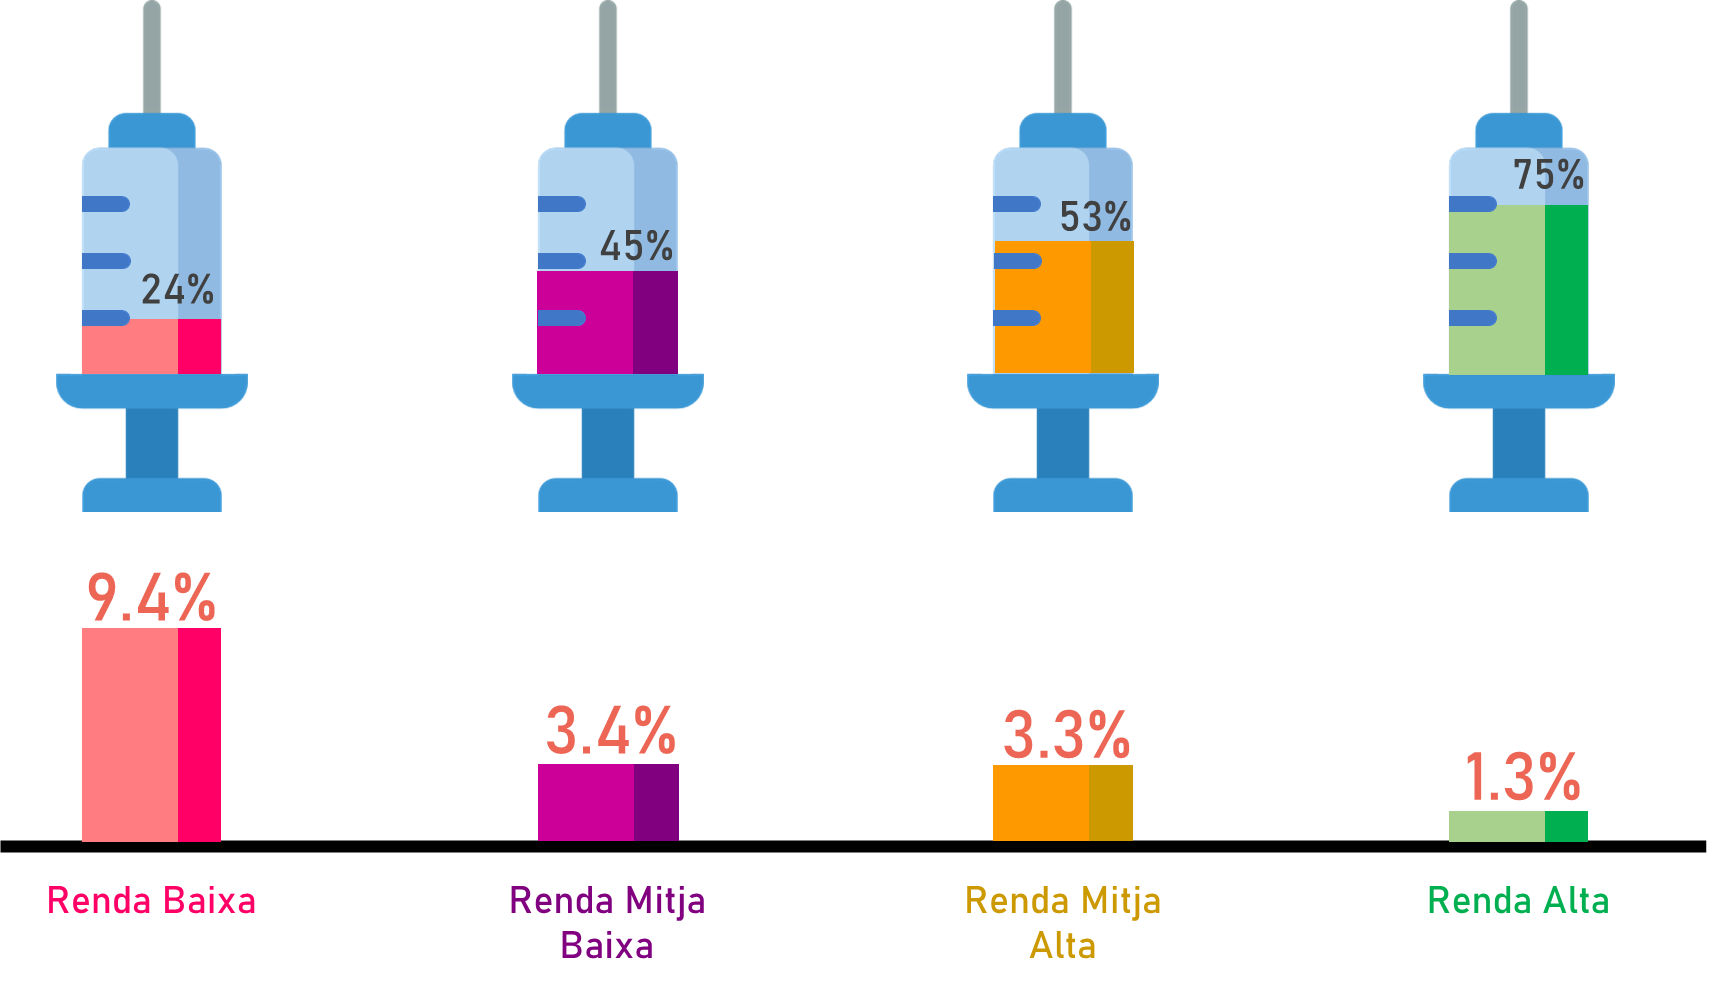 24%
45%
53%
75%
9.4%
3.4%
3.3%
1.3%
Renda Baixa
Renda Mitja
Baixa
Renda Mitja
Alta
Renda Alta